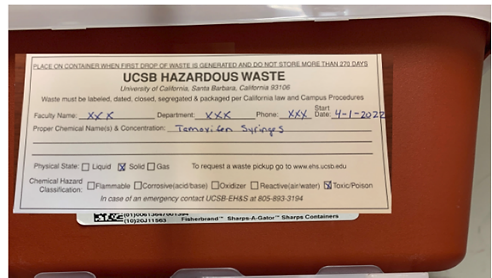 PLACE ON CONTAINER WHEN FIRST DROP OF WASTE IS GENERATED AND DO NOT STORE MORE THAN 270 DAYS
UCSB HAZARDOUS WASTE
University of California, Santa Barbara, California 93106
Waste must be labeled, dated, closed, segregated & packaged per California law and Campus Procedures
Faculty Name: XXX Department: XXX Phone: XXX Start Date: 4-1-2022
Proper Chemical Name(s) & Concentration: Tamoxifen Syringes
Physical State: ☐ Liquid ☒ Solid ☐ Gas To request a waste pickup go to www.ehs.ucsb.edu
Chemical Hazard Classification: ☐ Flammable ☐ Corrosive(acid/base) ☐ Oxidizer ☐ Reactive(air/water) ☒ Toxic/Poison
In case of an emergency contact UCSB-EH&S at 805-893-3194
(10)20J11563 Fisherbrand™ Sharps-A-Gator™ Sharps Containers